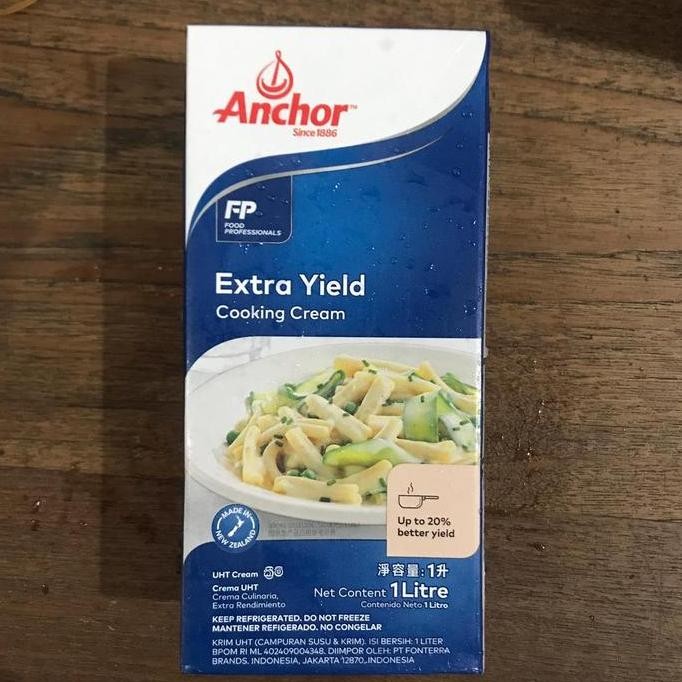 Anchor™
Since 1886
FP
FOOD
PROFESSIONALS
Extra Yield
Cooking Cream
Up to 20%
better yield
MADE IN
NEW ZEALAND
UHT Cream
Crema UHT
Crema Culinaria,
Extra Rendimiento
淨容量: 1升
Net Content 1 Litre
Contenido Neto 1 Litro
KEEP REFRIGERATED. DO NOT FREEZE
MANTENER REFIGERADO. NO CONGELAR
KRIM UHT (CAMPURAN SUSU & KRIM). ISI BERSIH: 1 LITER
BPOM RI ML 402409004348. DIIMPOR OLEH: PT FONTERRA
BRANDS. INDONESIA, JAKARTA 12870, INDONESIA